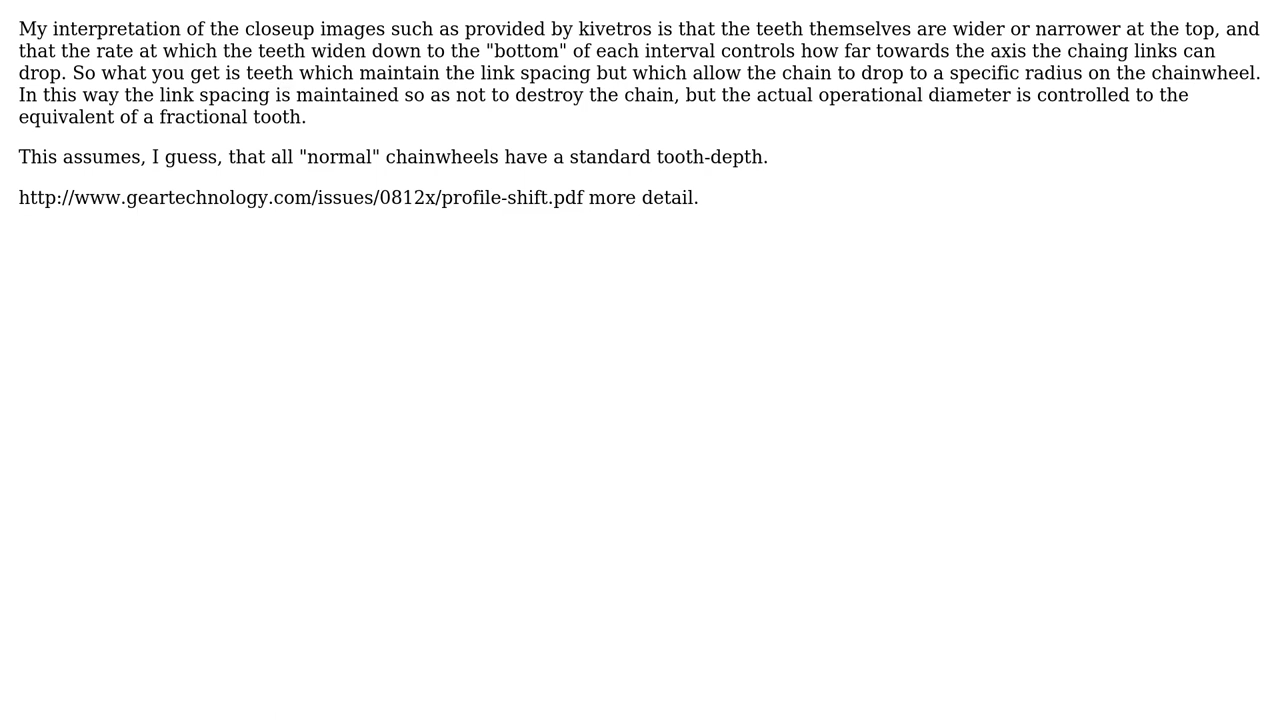 My interpretation of the closeup images such as provided by kivetros is that the teeth themselves are wider or narrower at the top, and
that the rate at which the teeth widen down to the "bottom" of each interval controls how far towards the axis the chaing links can
drop. So what you get is teeth which maintain the link spacing but which allow the chain to drop to a specific radius on the chainwheel.
In this way the link spacing is maintained so as not to destroy the chain, but the actual operational diameter is controlled to the
equivalent of a fractional tooth.
This assumes, I guess, that all "normal" chainwheels have a standard tooth-depth.
http://www.geartechnology.com/issues/0812x/profile-shift.pdf more detail.